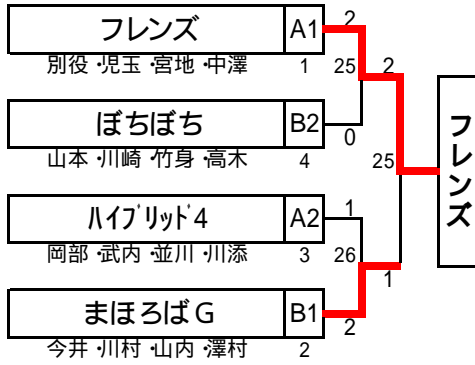 フレンズ A1 2
別役・児玉・宮地・中澤 1 25 2
ぼちぼち B2 0
山本・川崎・竹身・高木 4 25
フレンズ
ハイブリッド4 A2 1
岡部・武内・並川・川添 3 26
1
まほろばG B1 2
今井・川村・山内・澤村 2